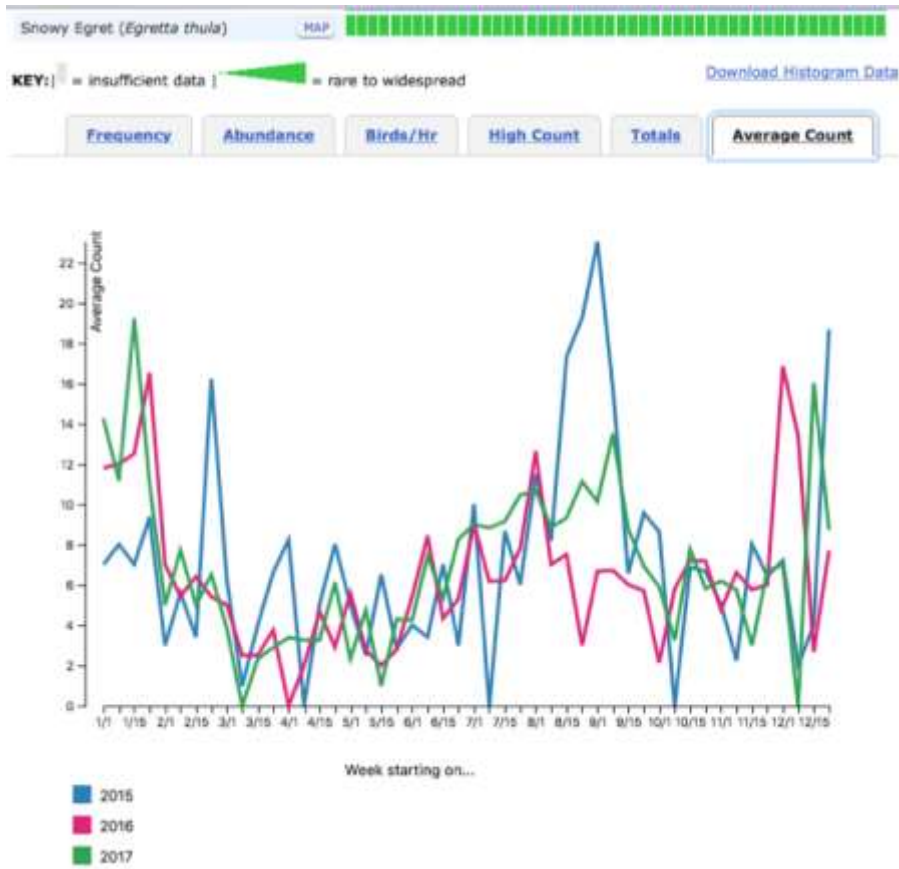 Snowy Egret (Egretta thula) MAP
KEY:| = insufficient data | = rare to widespread
Download Histogram Data
Frequency Abundance Birds/Hr High Count Totals Average Count
Average Count
22
20
18
16
14
12
10
8
6
4
2
0
1/1 1/15 2/1 2/15 3/1 3/15 4/1 4/15 5/1 5/15 6/1 6/15 7/1 7/15 8/1 8/15 9/1 9/15 10/1 10/15 11/1 11/15 12/1 12/15
Week starting on...
2015
2016
2017